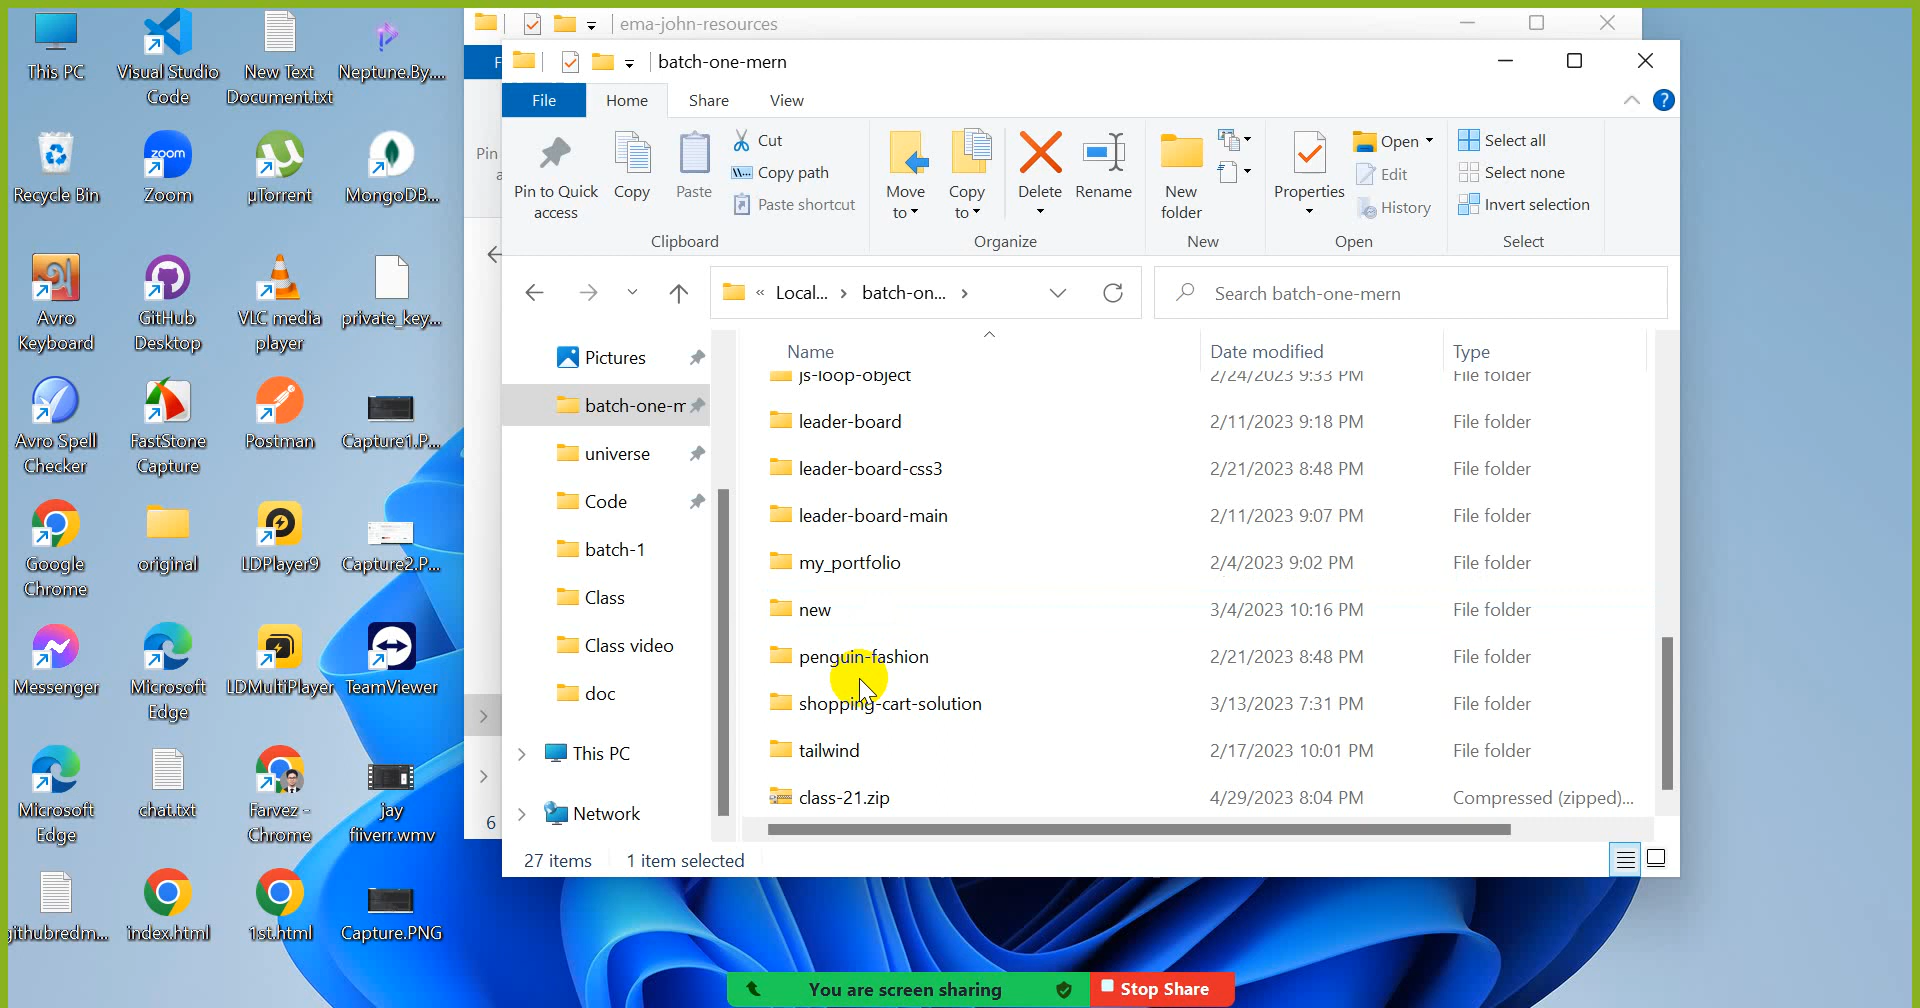 This PC
Visual Studio
Code
New Text
Document.txt
Neptune.By....
Recycle Bin
zoom
Zoom
µTorrent
MongoDB...
Avro
Keyboard
GitHub
Desktop
VLC media
player
private_key...
Avro Spell
Checker
FastStone
Capture
Postman
Capture1.P...
Google
Chrome
original
LDPlayer9
Capture2.P...
Messenger
Microsoft
Edge
LDMultiPlayer
TeamViewer
Microsoft
Edge
chat.txt
Farvez -
Chrome
jay
fiiverr.wmv
githubredm...
index.html
1st.html
Capture.PNG
ema-john-resources
F
Pin
a
6
batch-one-mern
File
Home
Share
View
?
Pin to Quick
access
Copy
Paste
Cut
Copy path
Paste shortcut
Clipboard
Move
to
Copy
to
Delete
Rename
Organize
New
folder
New
Properties
Open
Edit
History
Open
Select all
Select none
Invert selection
Select
« Local... › batch-on... ›
Search batch-one-mern
Pictures
batch-one-m
universe
Code
batch-1
Class
Class video
doc
This PC
Network
Name Date modified Type
js-loop-object 2/24/2023 9:33 PM File folder
leader-board 2/11/2023 9:18 PM File folder
leader-board-css3 2/21/2023 8:48 PM File folder
leader-board-main 2/11/2023 9:07 PM File folder
my_portfolio 2/4/2023 9:02 PM File folder
new 3/4/2023 10:16 PM File folder
penguin-fashion 2/21/2023 8:48 PM File folder
shopping-cart-solution 3/13/2023 7:31 PM File folder
tailwind 2/17/2023 10:01 PM File folder
class-21.zip 4/29/2023 8:04 PM Compressed (zipped)...
27 items 1 item selected
You are screen sharing Stop Share